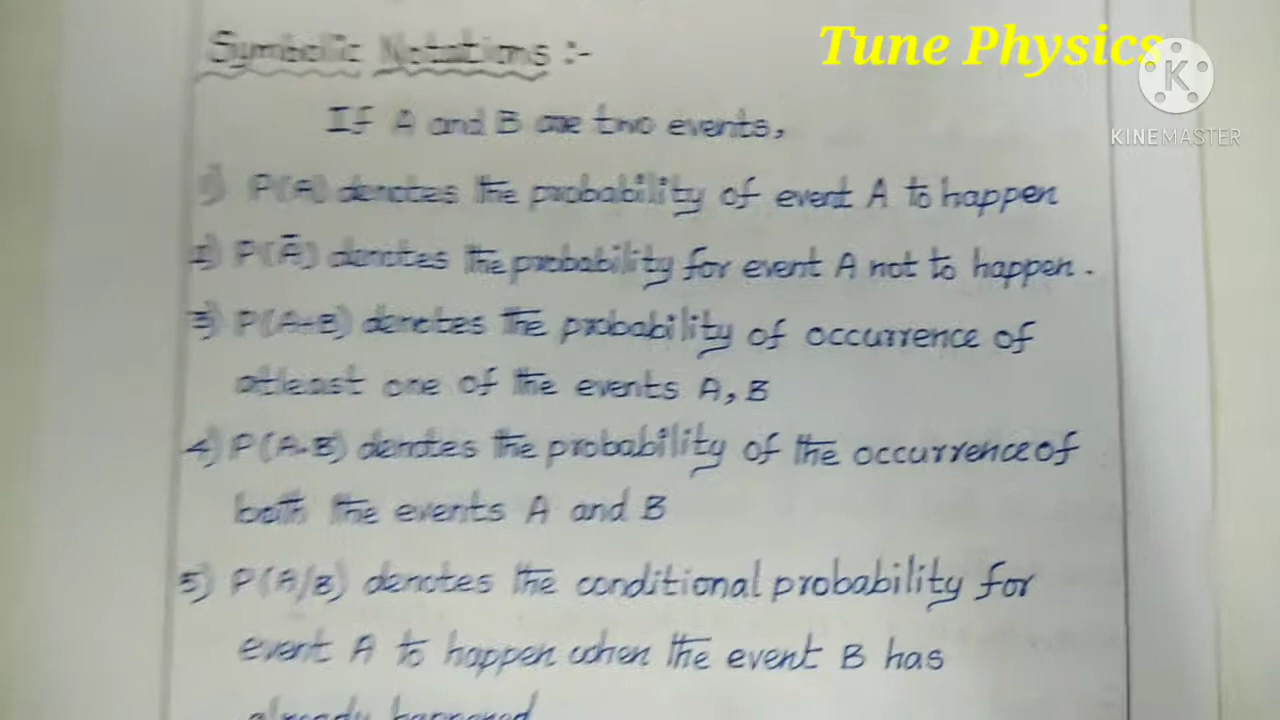 Symbolic Notations :-
Tune Physics
KINEMASTER
If A and B are two events,
1) P(A) denotes the probability of event A to happen
2) P(Ā) denotes the probability for event A not to happen.
3) P(A+B) denotes the probability of occurrence of
atleast one of the events A, B
4) P(A.B) denotes the probability of the occurrence of
both the events A and B
5) P(A/B) denotes the conditional probability for
event A to happen when the event B has
already happened